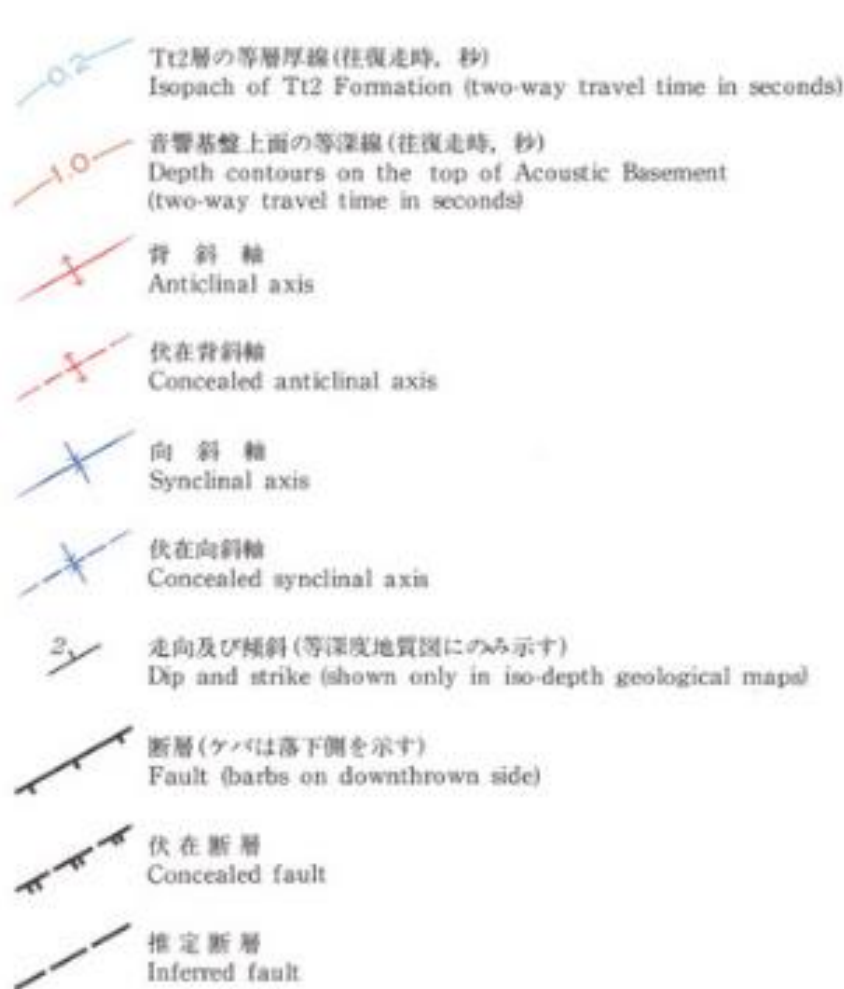 0.2
Tt2層の等層厚線(往復走時,秒)
Isopach of Tt2 Formation (two-way travel time in seconds)
1.0
音響基盤上面の等深線(往復走時,秒)
Depth contours on the top of Acoustic Basement
(two-way travel time in seconds)
背斜軸
Anticlinal axis
伏在背斜軸
Concealed anticlinal axis
向斜軸
Synclinal axis
伏在向斜軸
Concealed synclinal axis
2
走向及び傾斜(等深度地質図にのみ示す)
Dip and strike (shown only in iso-depth geological maps)
断層(ケバは落下側を示す)
Fault (barbs on downthrown side)
伏在断層
Concealed fault
推定断層
Inferred fault